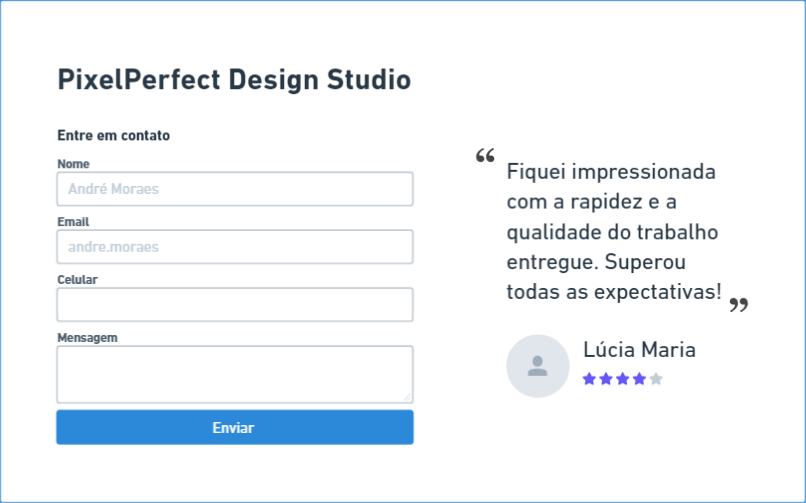 PixelPerfect Design Studio
Entre em contato
Nome
André Moraes
Email
andre.moraes
Celular
Mensagem
Enviar
“ Fiquei impressionada
com a rapidez e a
qualidade do trabalho
entregue. Superou
todas as expectativas! ”
Lúcia Maria